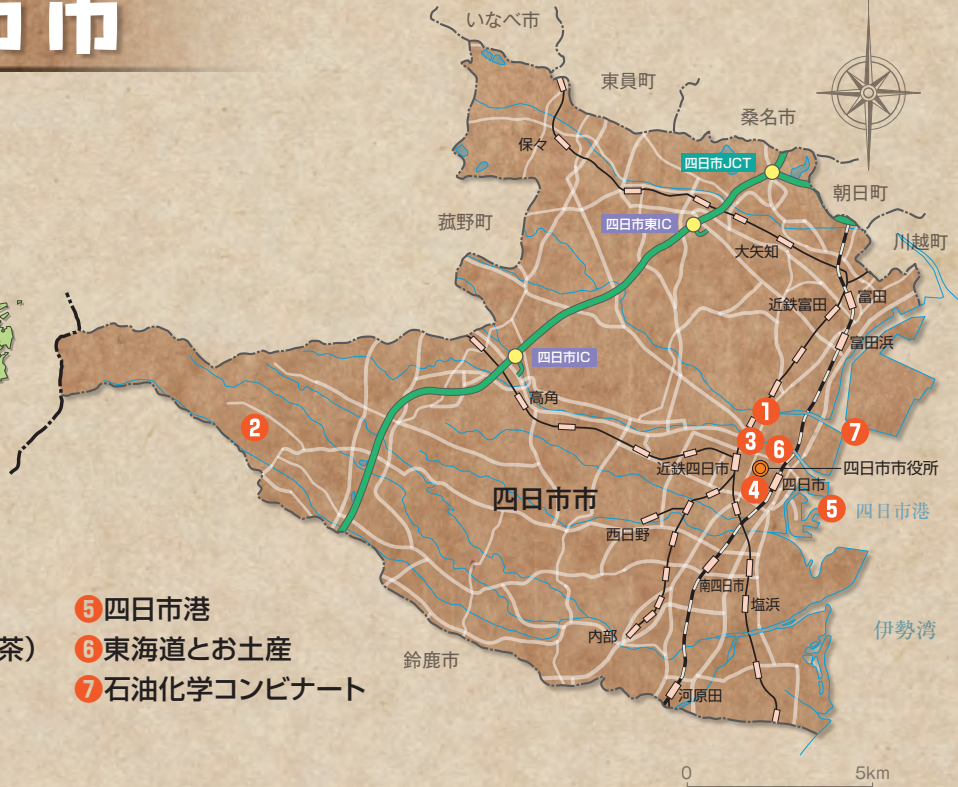 市
いなべ市
東員町
桑名市
保々
四日市JCT
朝日町
菰野町
四日市東IC
川越町
大矢知
近鉄富田
富田
富田浜
四日市IC
高角
1
2
3
6
7
近鉄四日市
四日市市役所
4
四日市
四日市市
5
四日市港
西日野
南四日市
塩浜
内部
伊勢湾
鈴鹿市
河原田
5 四日市港
茶)
6 東海道とお土産
7 石油化学コンビナート
0
5km